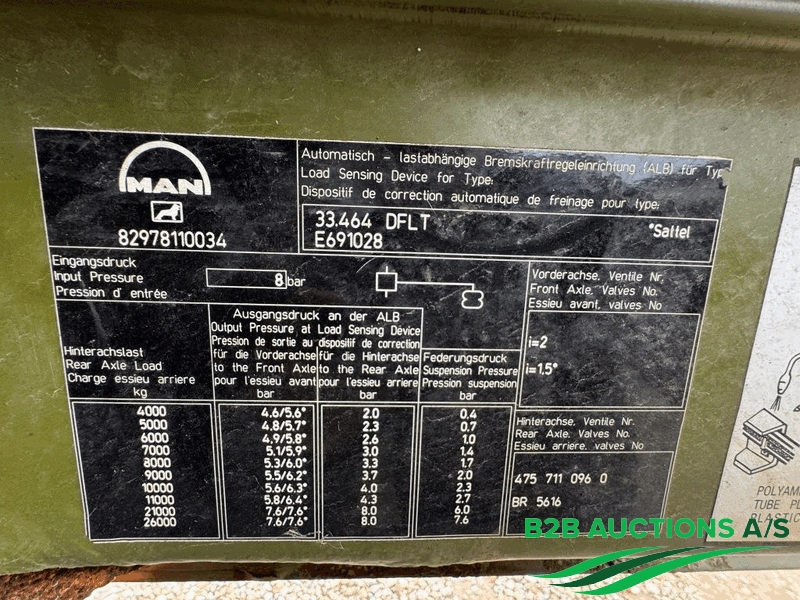 MAN
82978110034
Automatisch - lastabhängige Bremskraftregeleinrichtung (ALB) für Typ
Load Sensing Device for Type:
Dispositif de correction automatique de freinage pour type:
33.464 DFLT
E691028
*Sattel
Eingangsdruck
Input Pressure
Pression d' entrée
8 bar
Ausgangsdruck an der ALB
Output Pressure at Load Sensing Device
Pression de sortie au dispositif de correction
Hinterachslast
Rear Axle Load
Charge essieu arriere
kg
für die Vorderachse
to the Front Axle
pour l'essieu avant
bar
für die Hinterachse
to the Rear Axle
pour l'essieu arriere
bar
Federungsdruck
Suspension Pressure
Pression suspension
bar
4000 4.6/5.6* 2.0 0.4
5000 4.8/5.7* 2.3 0.7
6000 4.9/5.8* 2.6 1.0
7000 5.1/5.9* 3.0 1.4
8000 5.3/6.0* 3.3 1.7
9000 5.5/6.2* 3.7 2.0
10000 5.6/6.3* 4.0 2.3
11000 5.8/6.4* 4.3 2.7
21000 7.6/7.6* 8.0 6.0
26000 7.6/7.6* 8.0 7.6
Vorderachse, Ventile Nr.
Front Axle, Valves No.
Essieu avant, valves No
i=2
i=1.5*
Hinterachse, Ventile Nr.
Rear Axle, Valves No.
Essieu arriere, valves No
475 711 096 0
BR 5616
POLYAM
TUBE PL
PLASTIC
B2B AUCTIONS A/S